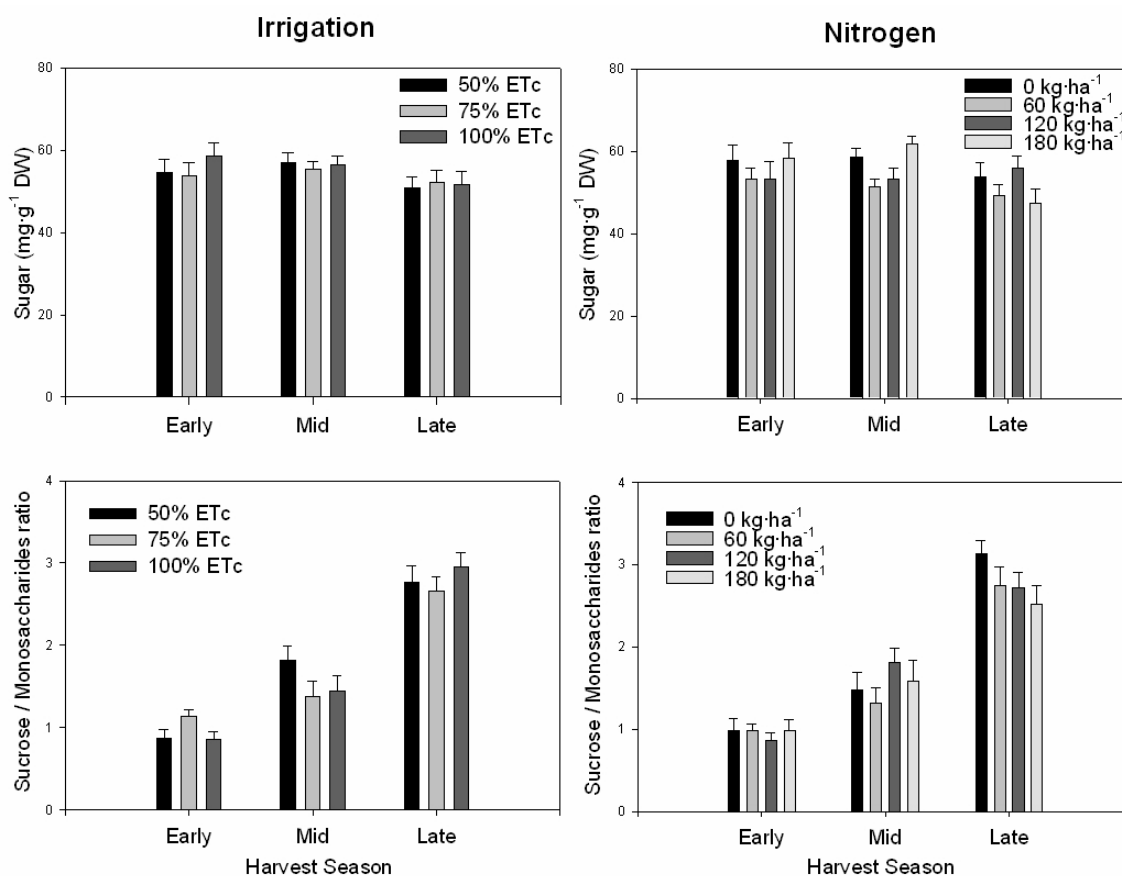 Irrigation
80
60
40
20
0
Sugar (mg·g⁻¹ DW)
50% ETc
75% ETc
100% ETc
Early Mid Late
Nitrogen
80
60
40
20
0
Sugar (mg·g⁻¹ DW)
0 kg·ha⁻¹
60 kg·ha⁻¹
120 kg·ha⁻¹
180 kg·ha⁻¹
Early Mid Late
4
3
2
1
0
Sucrose / Monosaccharides ratio
50% ETc
75% ETc
100% ETc
Early Mid Late
Harvest Season
4
3
2
1
0
Sucrose / Monosaccharides ratio
0 kg·ha⁻¹
60 kg·ha⁻¹
120 kg·ha⁻¹
180 kg·ha⁻¹
Early Mid Late
Harvest Season